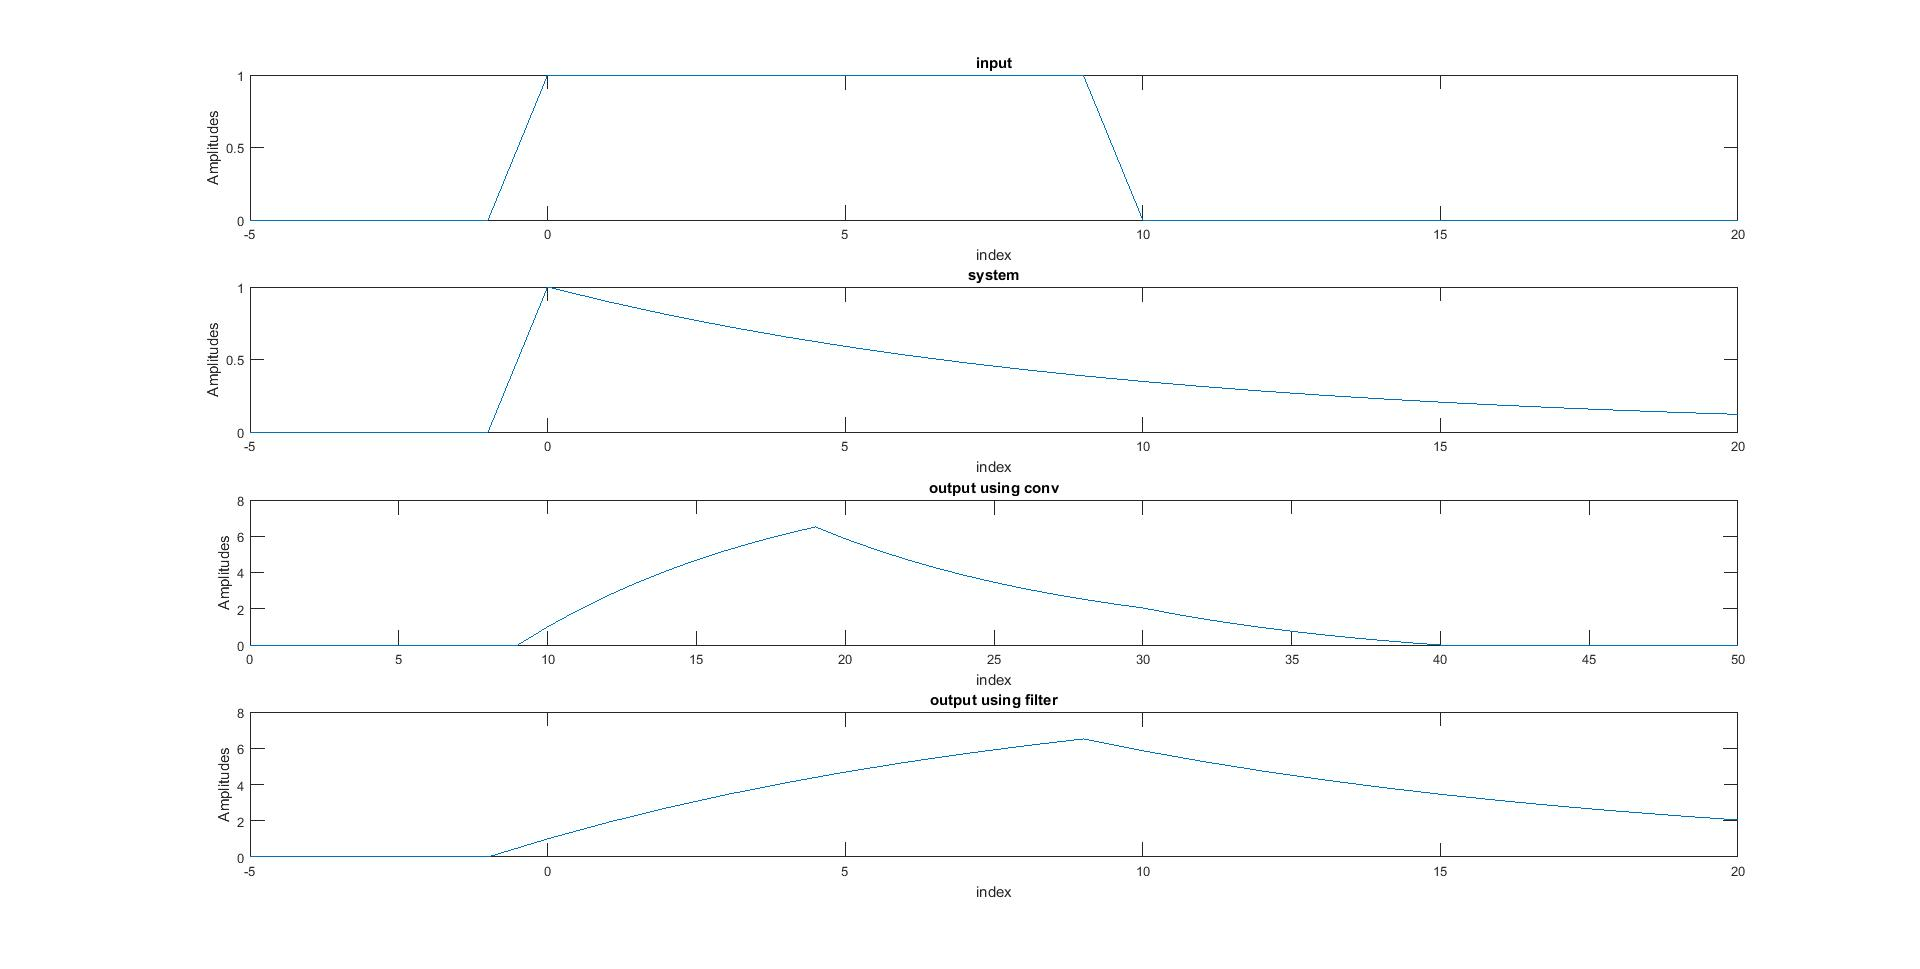 input
Amplitudes
1
0.5
0
-5 0 5 10 15 20
index
system
Amplitudes
1
0.5
0
-5 0 5 10 15 20
index
output using conv
Amplitudes
8
6
4
2
0
0 5 10 15 20 25 30 35 40 45 50
index
output using filter
Amplitudes
8
6
4
2
0
-5 0 5 10 15 20
index